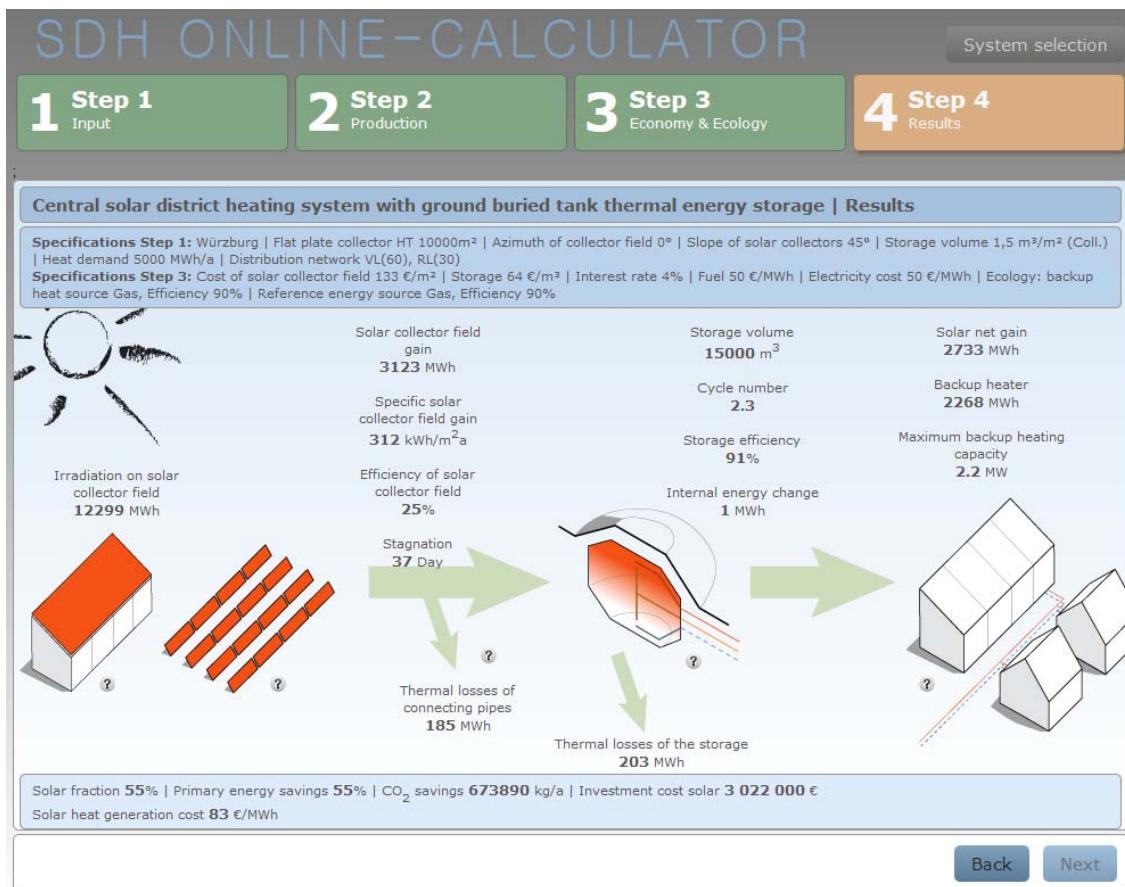 SDH ONLINE-CALCULATOR
System selection
1 Step 1
Input
2 Step 2
Production
3 Step 3
Economy & Ecology
4 Step 4
Results
;
Central solar district heating system with ground buried tank thermal energy storage | Results
Specifications Step 1: Würzburg | Flat plate collector HT 10000m² | Azimuth of collector field 0° | Slope of solar collectors 45° | Storage volume 1,5 m³/m² (Coll.)
| Heat demand 5000 MWh/a | Distribution network VL(60), RL(30)
Specifications Step 3: Cost of solar collector field 133 €/m² | Storage 64 €/m³ | Interest rate 4% | Fuel 50 €/MWh | Electricity cost 50 €/MWh | Ecology: backup
heat source Gas, Efficiency 90% | Reference energy source Gas, Efficiency 90%
Irradiation on solar
collector field
12299 MWh
?
?
Solar collector field
gain
3123 MWh
Specific solar
collector field gain
312 kWh/m²a
Efficiency of solar
collector field
25%
Stagnation
37 Day
?
Thermal losses of
connecting pipes
185 MWh
Storage volume
15000 m³
Cycle number
2.3
Storage efficiency
91%
Internal energy change
1 MWh
?
Thermal losses of the storage
203 MWh
Solar net gain
2733 MWh
Backup heater
2268 MWh
Maximum backup heating
capacity
2.2 MW
?
Solar fraction 55% | Primary energy savings 55% | CO₂ savings 673890 kg/a | Investment cost solar 3 022 000 €
Solar heat generation cost 83 €/MWh
Back
Next